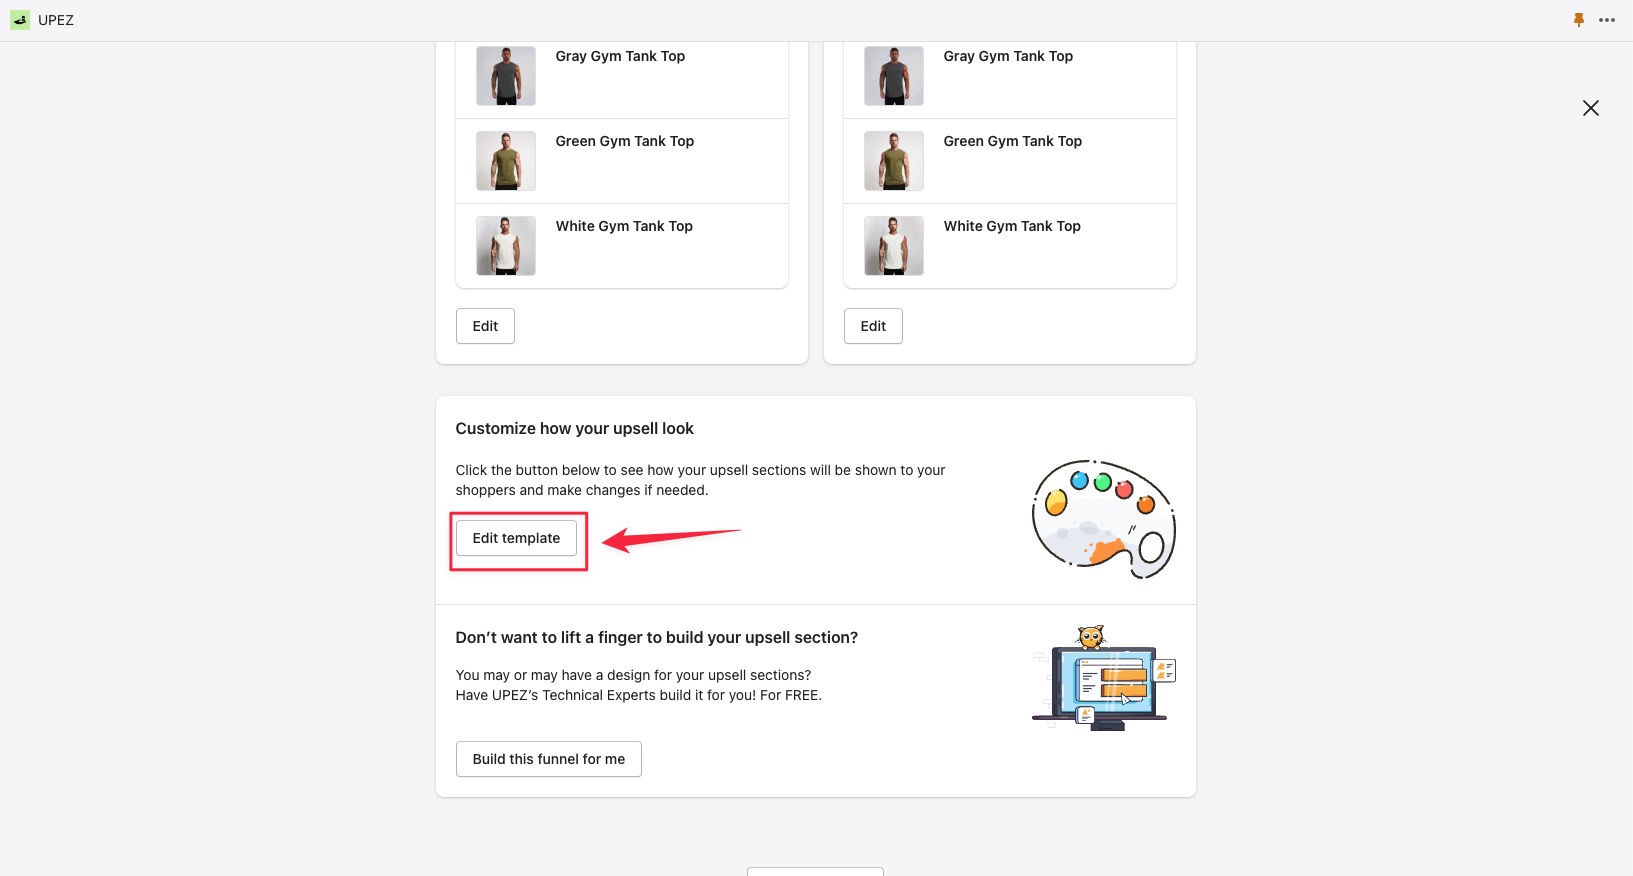 UPEZ
Gray Gym Tank Top
Green Gym Tank Top
White Gym Tank Top
Edit
Gray Gym Tank Top
Green Gym Tank Top
White Gym Tank Top
Edit
Customize how your upsell look
Click the button below to see how your upsell sections will be shown to your
shoppers and make changes if needed.
Edit template
Don’t want to lift a finger to build your upsell section?
You may or may have a design for your upsell sections?
Have UPEZ’s Technical Experts build it for you! For FREE.
Build this funnel for me